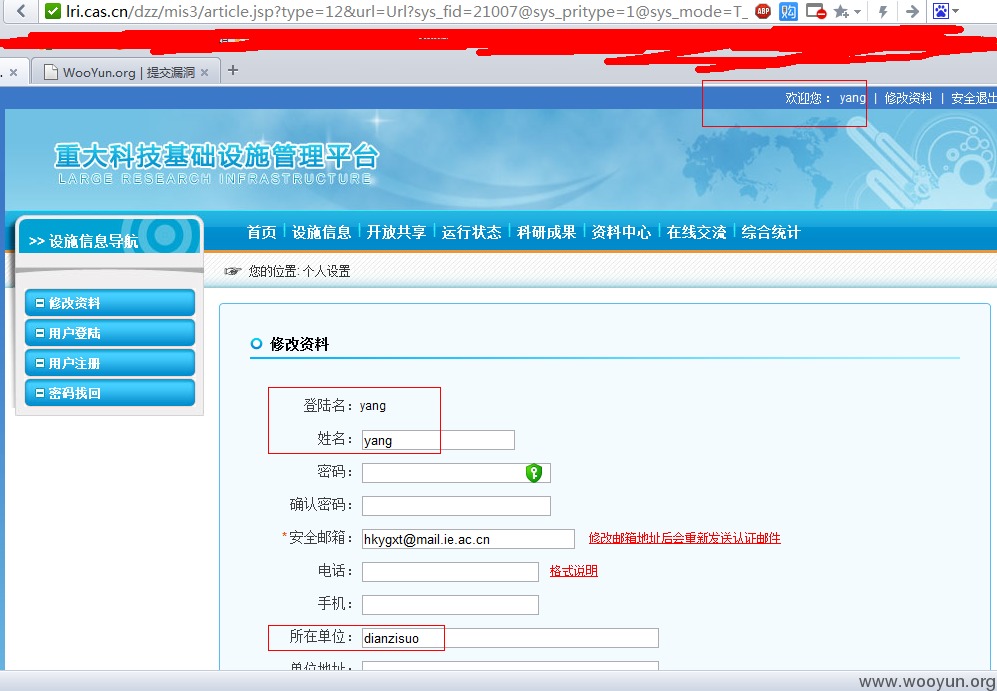 lri.cas.cn/dzz/mis3/article.jsp?type=12&url=Url?sys_fid=21007@sys_pritype=1@sys_mode=T_
ABP
购
WooYun.org | 提交漏洞
欢迎您： yang | 修改资料 | 安全退出
重大科技基础设施管理平台
LARGE RESEARCH INFRASTRUCTURE
>> 设施信息导航
首页 设施信息 开放共享 运行状态 科研成果 资料中心 在线交流 综合统计
您的位置: 个人设置
修改资料
用户登陆
用户注册
密码找回
修改资料
登陆名: yang
姓名: yang
密码:
确认密码:
*安全邮箱: hkygxt@mail.ie.ac.cn 修改邮箱地址后会重新发送认证邮件
电话: 格式说明
手机:
所在单位: dianzisuo
单位地址:
www.wooyun.org